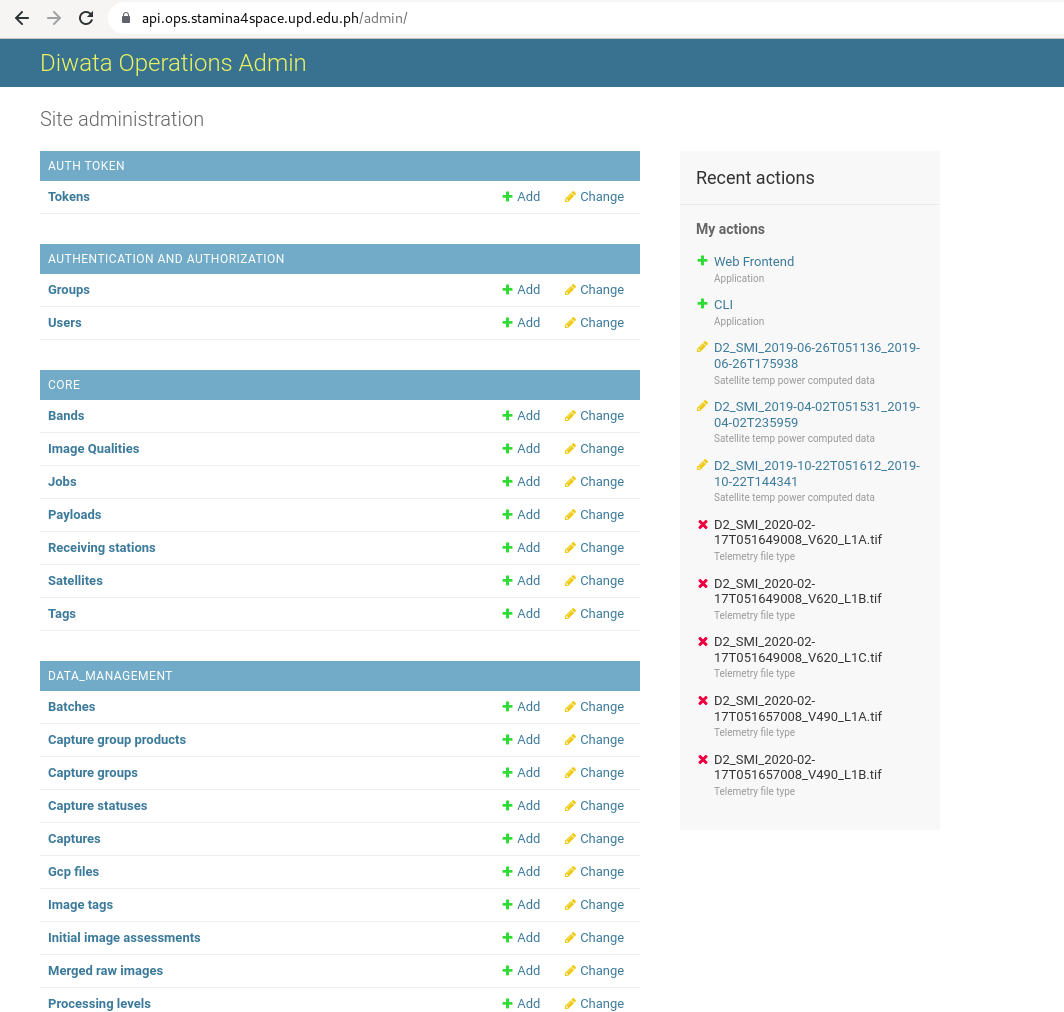 api.ops.stamina4space.upd.edu.ph/admin/
Diwata Operations Admin
Site administration
AUTH TOKEN
Tokens Add Change
AUTHENTICATION AND AUTHORIZATION
Groups Add Change
Users Add Change
CORE
Bands Add Change
Image Qualities Add Change
Jobs Add Change
Payloads Add Change
Receiving stations Add Change
Satellites Add Change
Tags Add Change
DATA_MANAGEMENT
Batches Add Change
Capture group products Add Change
Capture groups Add Change
Capture statuses Add Change
Captures Add Change
Gcp files Add Change
Image tags Add Change
Initial image assessments Add Change
Merged raw images Add Change
Processing levels Add Change
Recent actions
My actions
Web Frontend
Application
CLI
Application
D2_SMI_2019-06-26T051136_2019-
06-26T175938
Satellite temp power computed data
D2_SMI_2019-04-02T051531_2019-
04-02T235959
Satellite temp power computed data
D2_SMI_2019-10-22T051612_2019-
10-22T144341
Satellite temp power computed data
D2_SMI_2020-02-
17T051649008_V620_L1A.tif
Telemetry file type
D2_SMI_2020-02-
17T051649008_V620_L1B.tif
Telemetry file type
D2_SMI_2020-02-
17T051649008_V620_L1C.tif
Telemetry file type
D2_SMI_2020-02-
17T051657008_V490_L1A.tif
Telemetry file type
D2_SMI_2020-02-
17T051657008_V490_L1B.tif
Telemetry file type